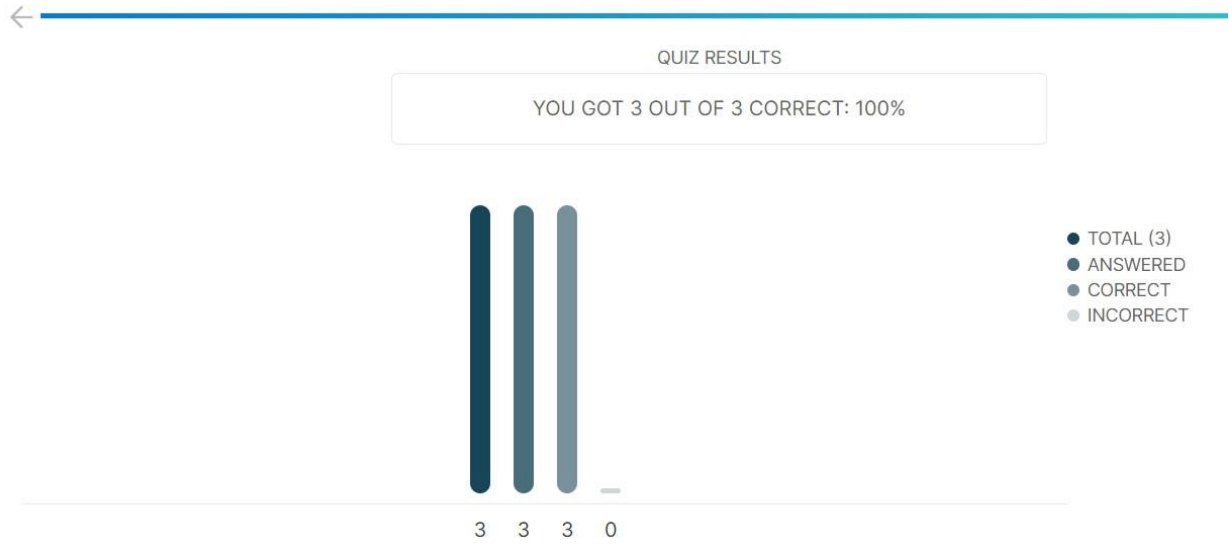 QUIZ RESULTS
YOU GOT 3 OUT OF 3 CORRECT: 100%
TOTAL (3)
ANSWERED
CORRECT
INCORRECT
3 3 3 0